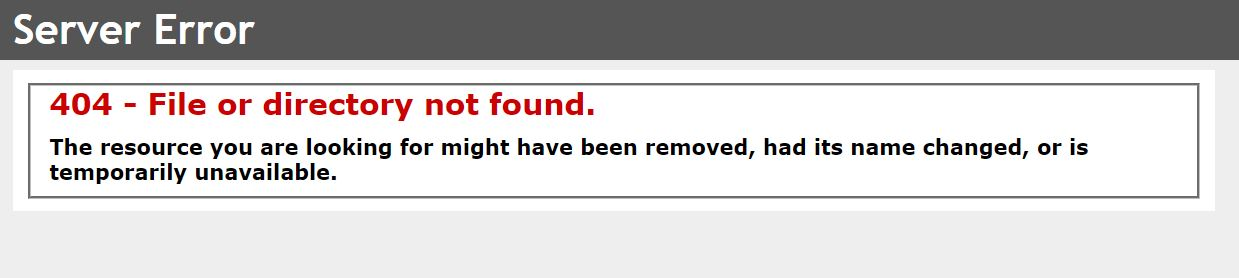 Server Error
404 - File or directory not found.
The resource you are looking for might have been removed, had its name changed, or is
temporarily unavailable.